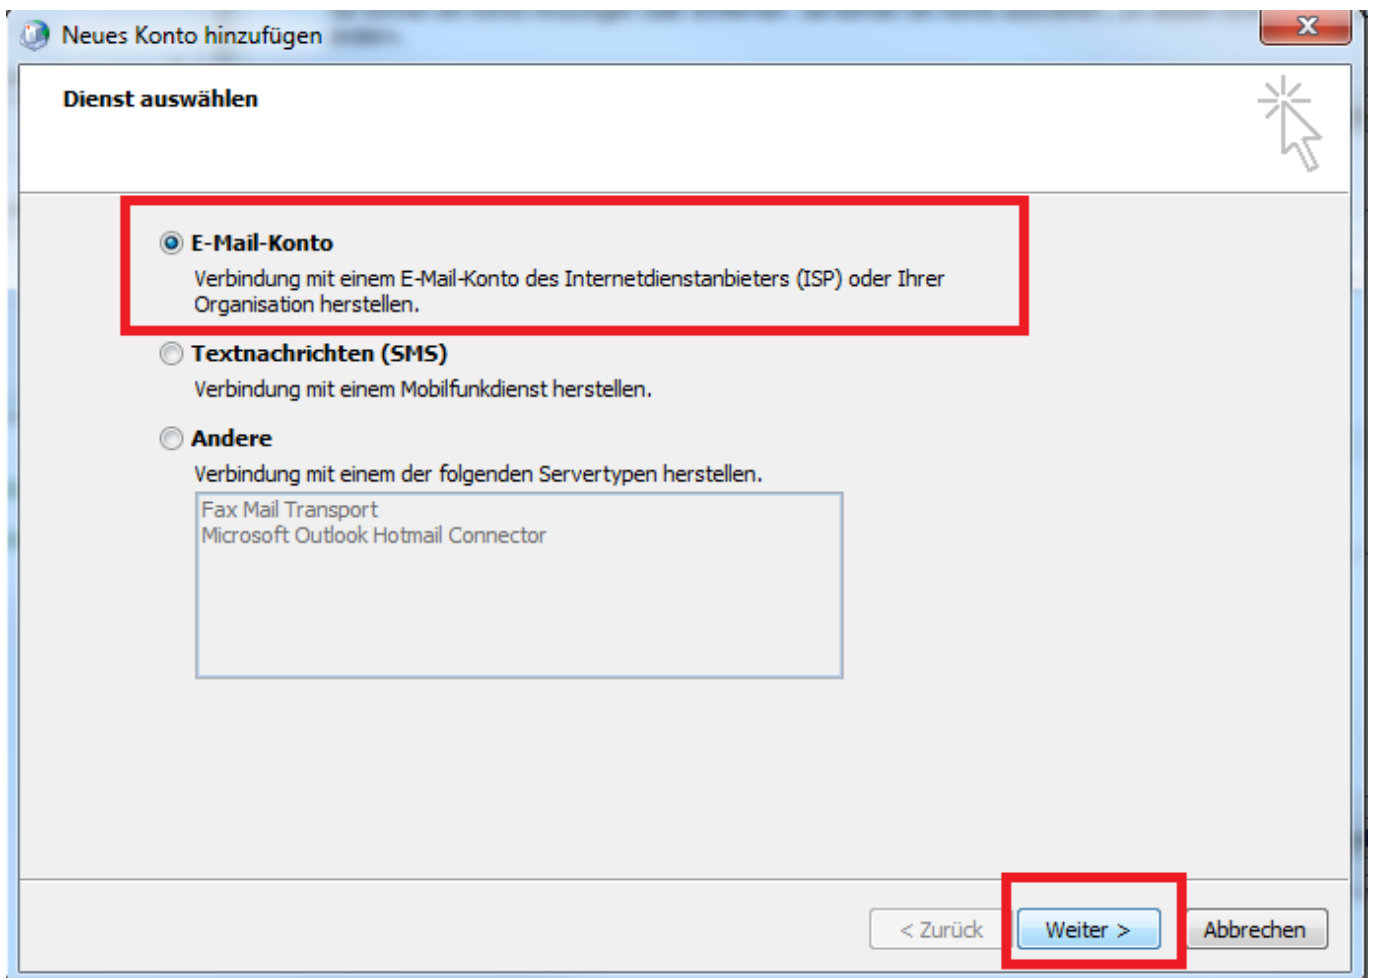 Neues Konto hinzufügen
Dienst auswählen
E-Mail-Konto
Verbindung mit einem E-Mail-Konto des Internetdienstanbieters (ISP) oder Ihrer
Organisation herstellen.
Textnachrichten (SMS)
Verbindung mit einem Mobilfunkdienst herstellen.
Andere
Verbindung mit einem der folgenden Servertypen herstellen.
Fax Mail Transport
Microsoft Outlook Hotmail Connector
< Zurück
Weiter >
Abbrechen